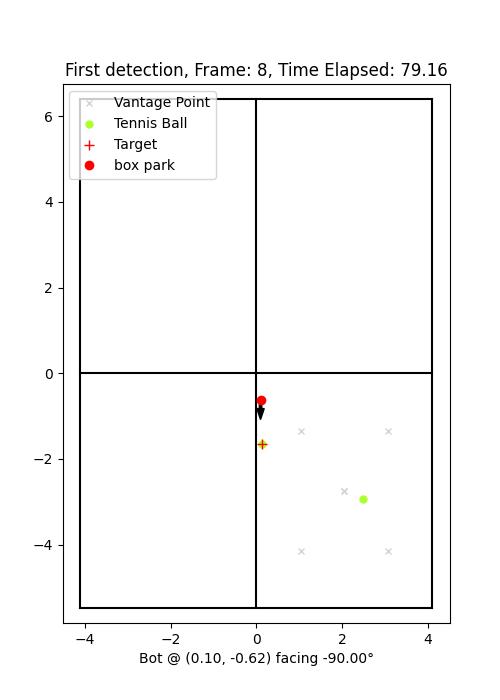 First detection, Frame: 8, Time Elapsed: 79.16
Vantage Point
Tennis Ball
Target
box park
6
4
2
0
−2
−4
−4 −2 0 2 4
Bot @ (0.10, -0.62) facing -90.00°